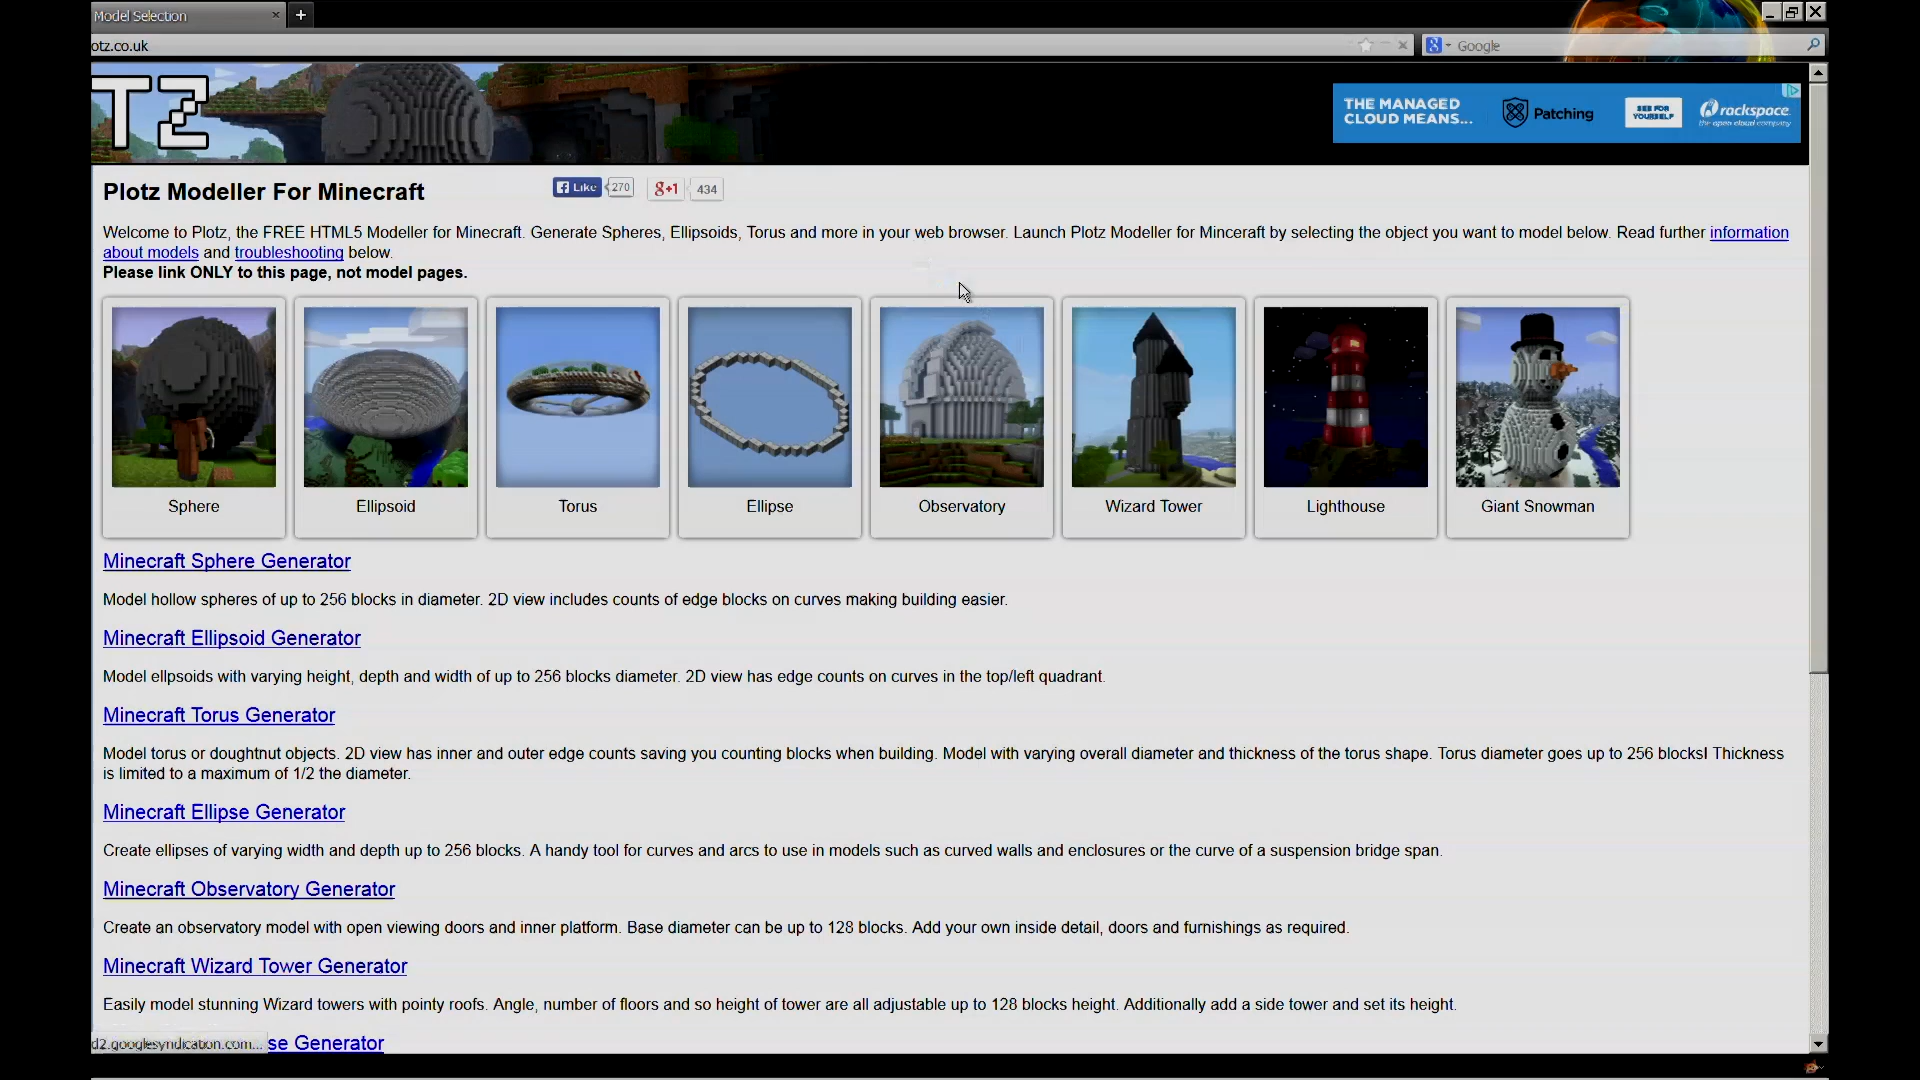 Model Selection
otz.co.uk
Google
TZ
THE MANAGED
CLOUD MEANS...
Patching
SEE FOR
YOURSELF
rackspace
the open cloud company
Plotz Modeller For Minecraft
Like
270
g+1
434
Welcome to Plotz, the FREE HTML5 Modeller for Minecraft. Generate Spheres, Ellipsoids, Torus and more in your web browser. Launch Plotz Modeller for Minceraft by selecting the object you want to model below. Read further information
about models and troubleshooting below.
Please link ONLY to this page, not model pages.
Sphere
Ellipsoid
Torus
Ellipse
Observatory
Wizard Tower
Lighthouse
Giant Snowman
Minecraft Sphere Generator
Model hollow spheres of up to 256 blocks in diameter. 2D view includes counts of edge blocks on curves making building easier.
Minecraft Ellipsoid Generator
Model ellpsoids with varying height, depth and width of up to 256 blocks diameter. 2D view has edge counts on curves in the top/left quadrant.
Minecraft Torus Generator
Model torus or doughtnut objects. 2D view has inner and outer edge counts saving you counting blocks when building. Model with varying overall diameter and thickness of the torus shape. Torus diameter goes up to 256 blocks! Thickness
is limited to a maximum of 1/2 the diameter.
Minecraft Ellipse Generator
Create ellipses of varying width and depth up to 256 blocks. A handy tool for curves and arcs to use in models such as curved walls and enclosures or the curve of a suspension bridge span.
Minecraft Observatory Generator
Create an observatory model with open viewing doors and inner platform. Base diameter can be up to 128 blocks. Add your own inside detail, doors and furnishings as required.
Minecraft Wizard Tower Generator
Easily model stunning Wizard towers with pointy roofs. Angle, number of floors and so height of tower are all adjustable up to 128 blocks height. Additionally add a side tower and set its height.
d2.googlesyndication.com... se Generator